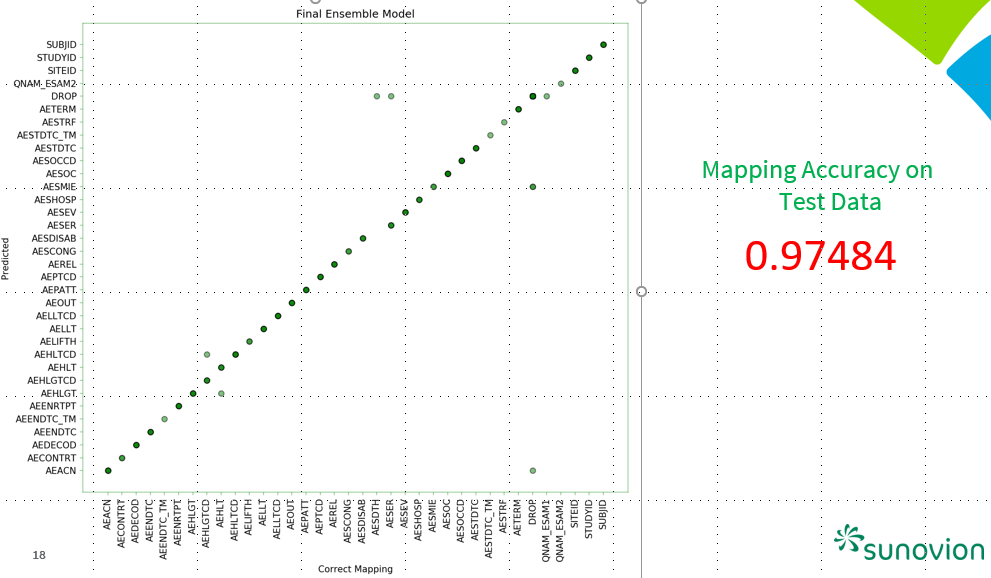 Final Ensemble Model
SUBJID
STUDYID
SITEID
QNAM_ESAM2
DROP
AETERM
AESTRF
AESTDTC_TM
AESTDTC
AESOCCD
AESOC
AESMIE
AESHOSP
AESEV
AESER
AESDISAB
AESCONG
AEREL
AEPTCD
AEPATT
AEOUT
AELLTCD
AELLT
AELIFTH
AEHLTCD
AEHLT
AEHLGTCD
AEHLGT
AEENRTPT
AEENDTC_TM
AEENDTC
AEDECOD
AECONTRT
AEACN
Predicted
AEACN
AECONTRT
AEDECOD
AEENDTC
AEENDTC_TM
AEENRTPT
AEHLGT
AEHLGTCD
AEHLT
AEHLTCD
AELIFTH
AELLT
AELLTCD
AEOUT
AEPATT
AEPTCD
AEREL
AESCONG
AESDISAB
AESDTH
AESER
AESEV
AESHOSP
AESMIE
AESOC
AESOCCD
AESTDTC
AESTDTC_TM
AESTRF
AETERM
DROP
QNAM_ESAM1
QNAM_ESAM2
SITEID
STUDYID
SUBJID
Correct Mapping
Mapping Accuracy on
Test Data
0.97484
18
sunovion